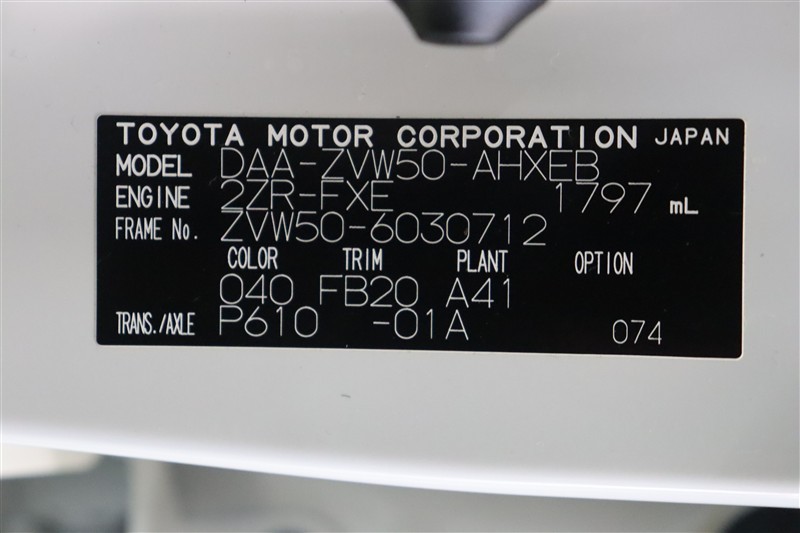 TOYOTA MOTOR CORPORATION JAPAN
MODEL DAA-ZVW50-AHXEB
ENGINE 2ZR-FXE 1797 mL
FRAME No. ZVW50-6030712
COLOR TRIM PLANT OPTION
040 FB20 A41
TRANS./AXLE P610 -01A 074